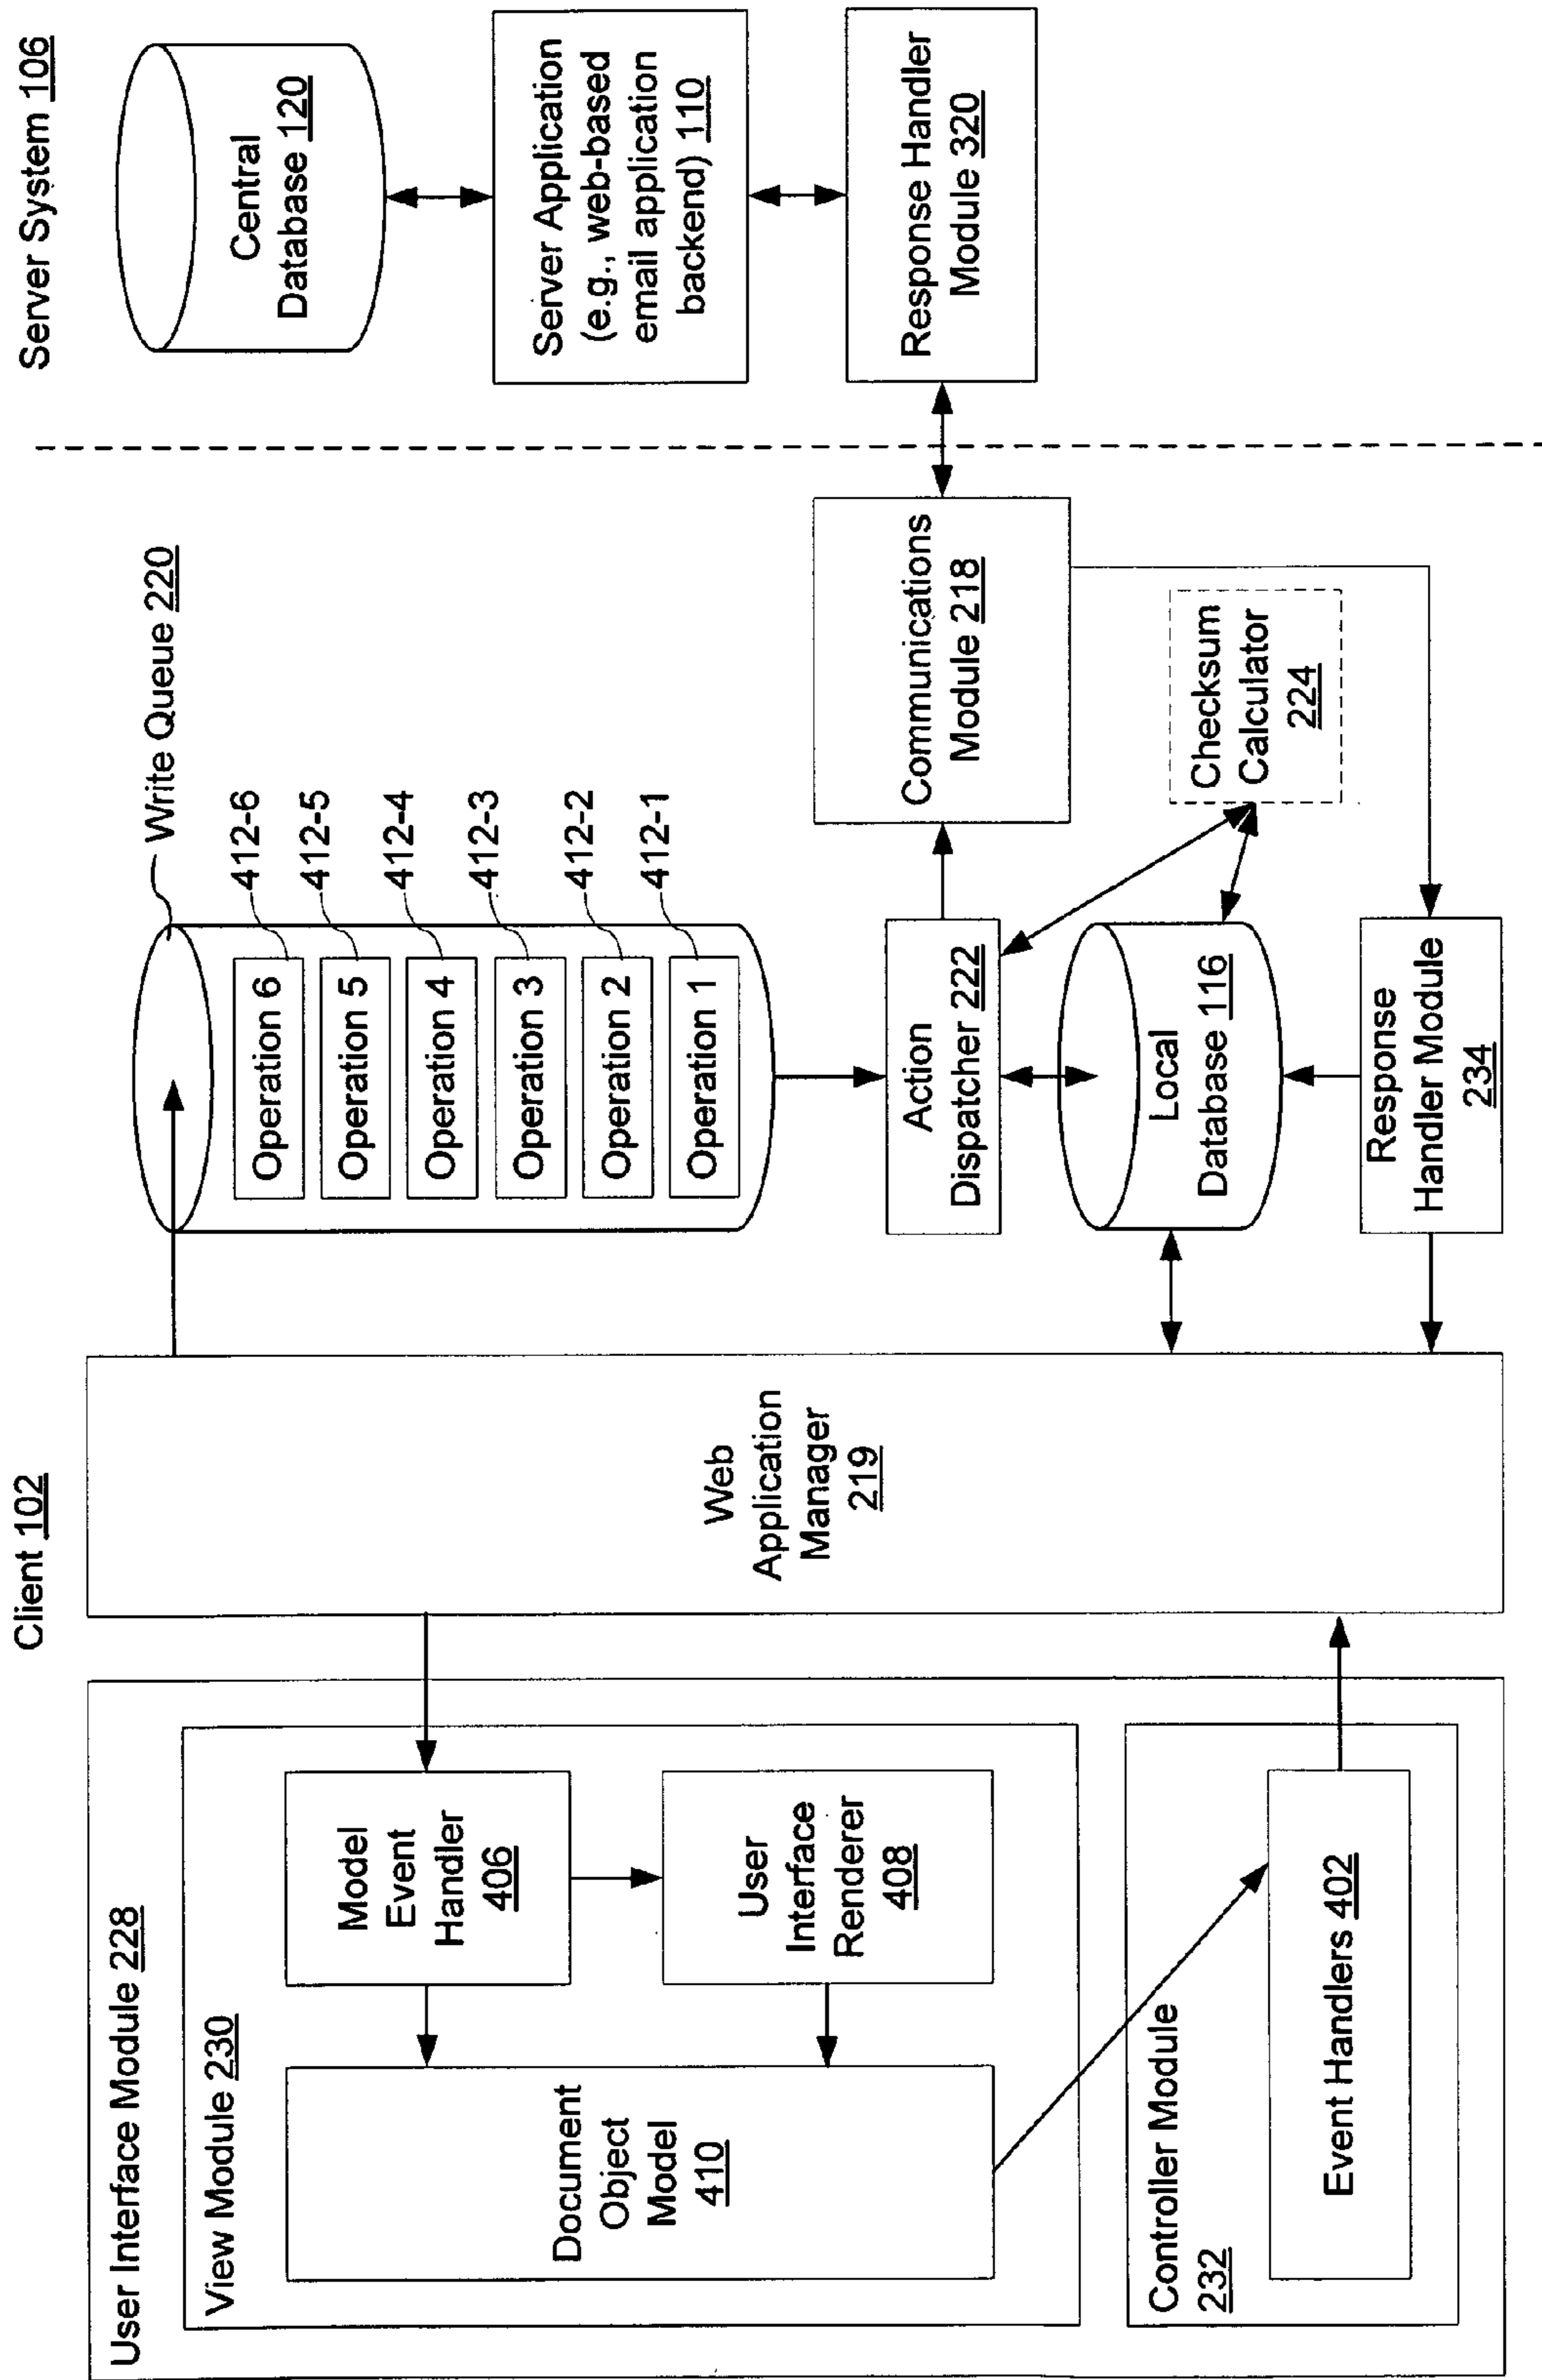 Client 102
Server System 106
User Interface Module 228
View Module 230
Document
Object
Model
410
Model
Event
Handler
406
User
Interface
Renderer
408
Controller Module
232
Event Handlers 402
Web
Application
Manager
219
Write Queue 220
Operation 6
412-6
Operation 5
412-5
Operation 4
412-4
Operation 3
412-3
Operation 2
412-2
Operation 1
412-1
Action
Dispatcher 222
Local
Database 116
Response
Handler Module
234
Communications
Module 218
Checksum
Calculator
224
Central
Database 120
Server Application
(e.g., web-based
email application
backend) 110
Response Handler
Module 320